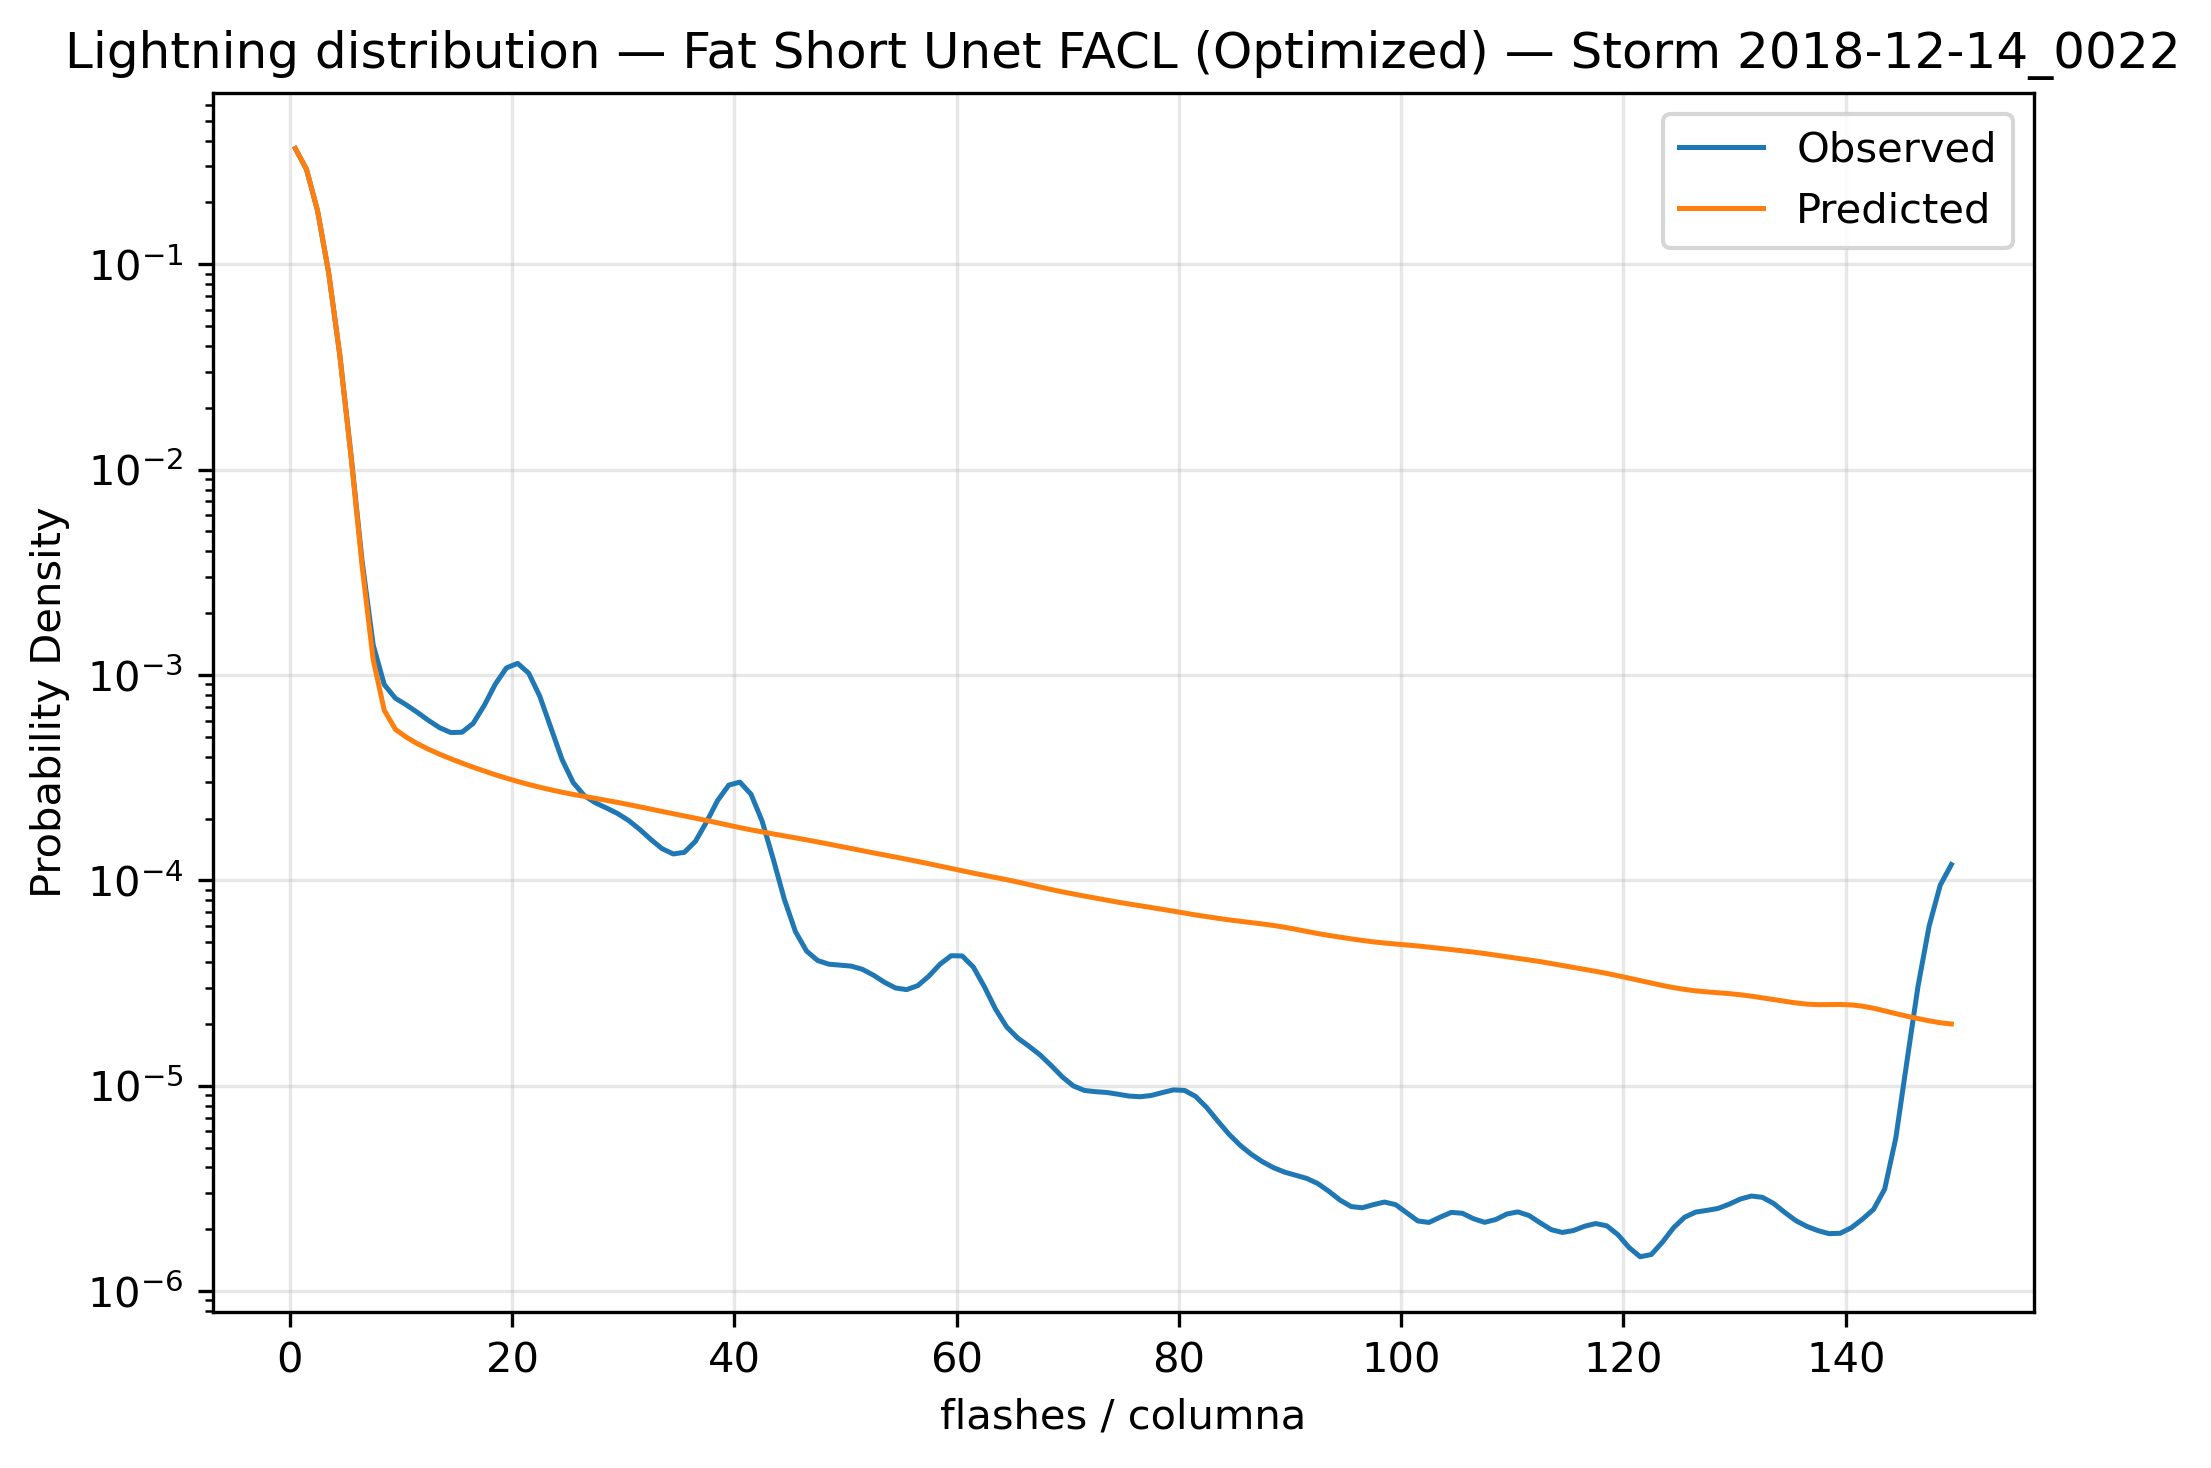 Lightning distribution — Fat Short Unet FACL (Optimized) — Storm 2018-12-14_0022
Observed
Predicted
Probability Density
10⁻¹
10⁻²
10⁻³
10⁻⁴
10⁻⁵
10⁻⁶
0 20 40 60 80 100 120 140
flashes / columna